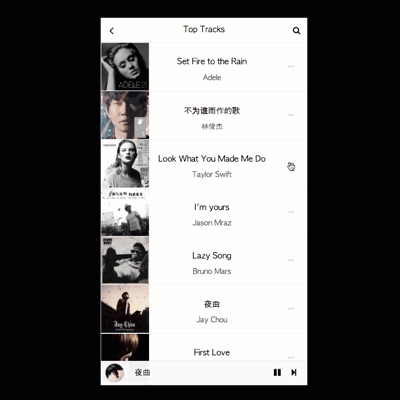 Top Tracks
Set Fire to the Rain
Adele
ADELE 21
不为谁而作的歌
林俊杰
Look What You Made Me Do
Taylor Swift
I'm yours
Jason Mraz
Lazy Song
Bruno Mars
夜曲
Jay Chou
Jay Chou
First Love
夜曲